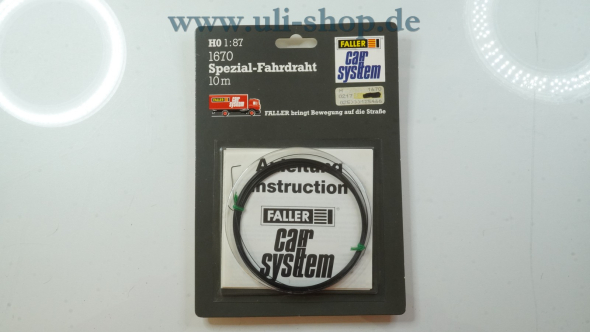 www.uli-shop.de
H0 1:87
1670
Spezial-Fahrdraht
10m
FALLER
car
system
FALLER bringt Bewegung auf die Straße
Anleitung
Instruction
FALLER
car
system